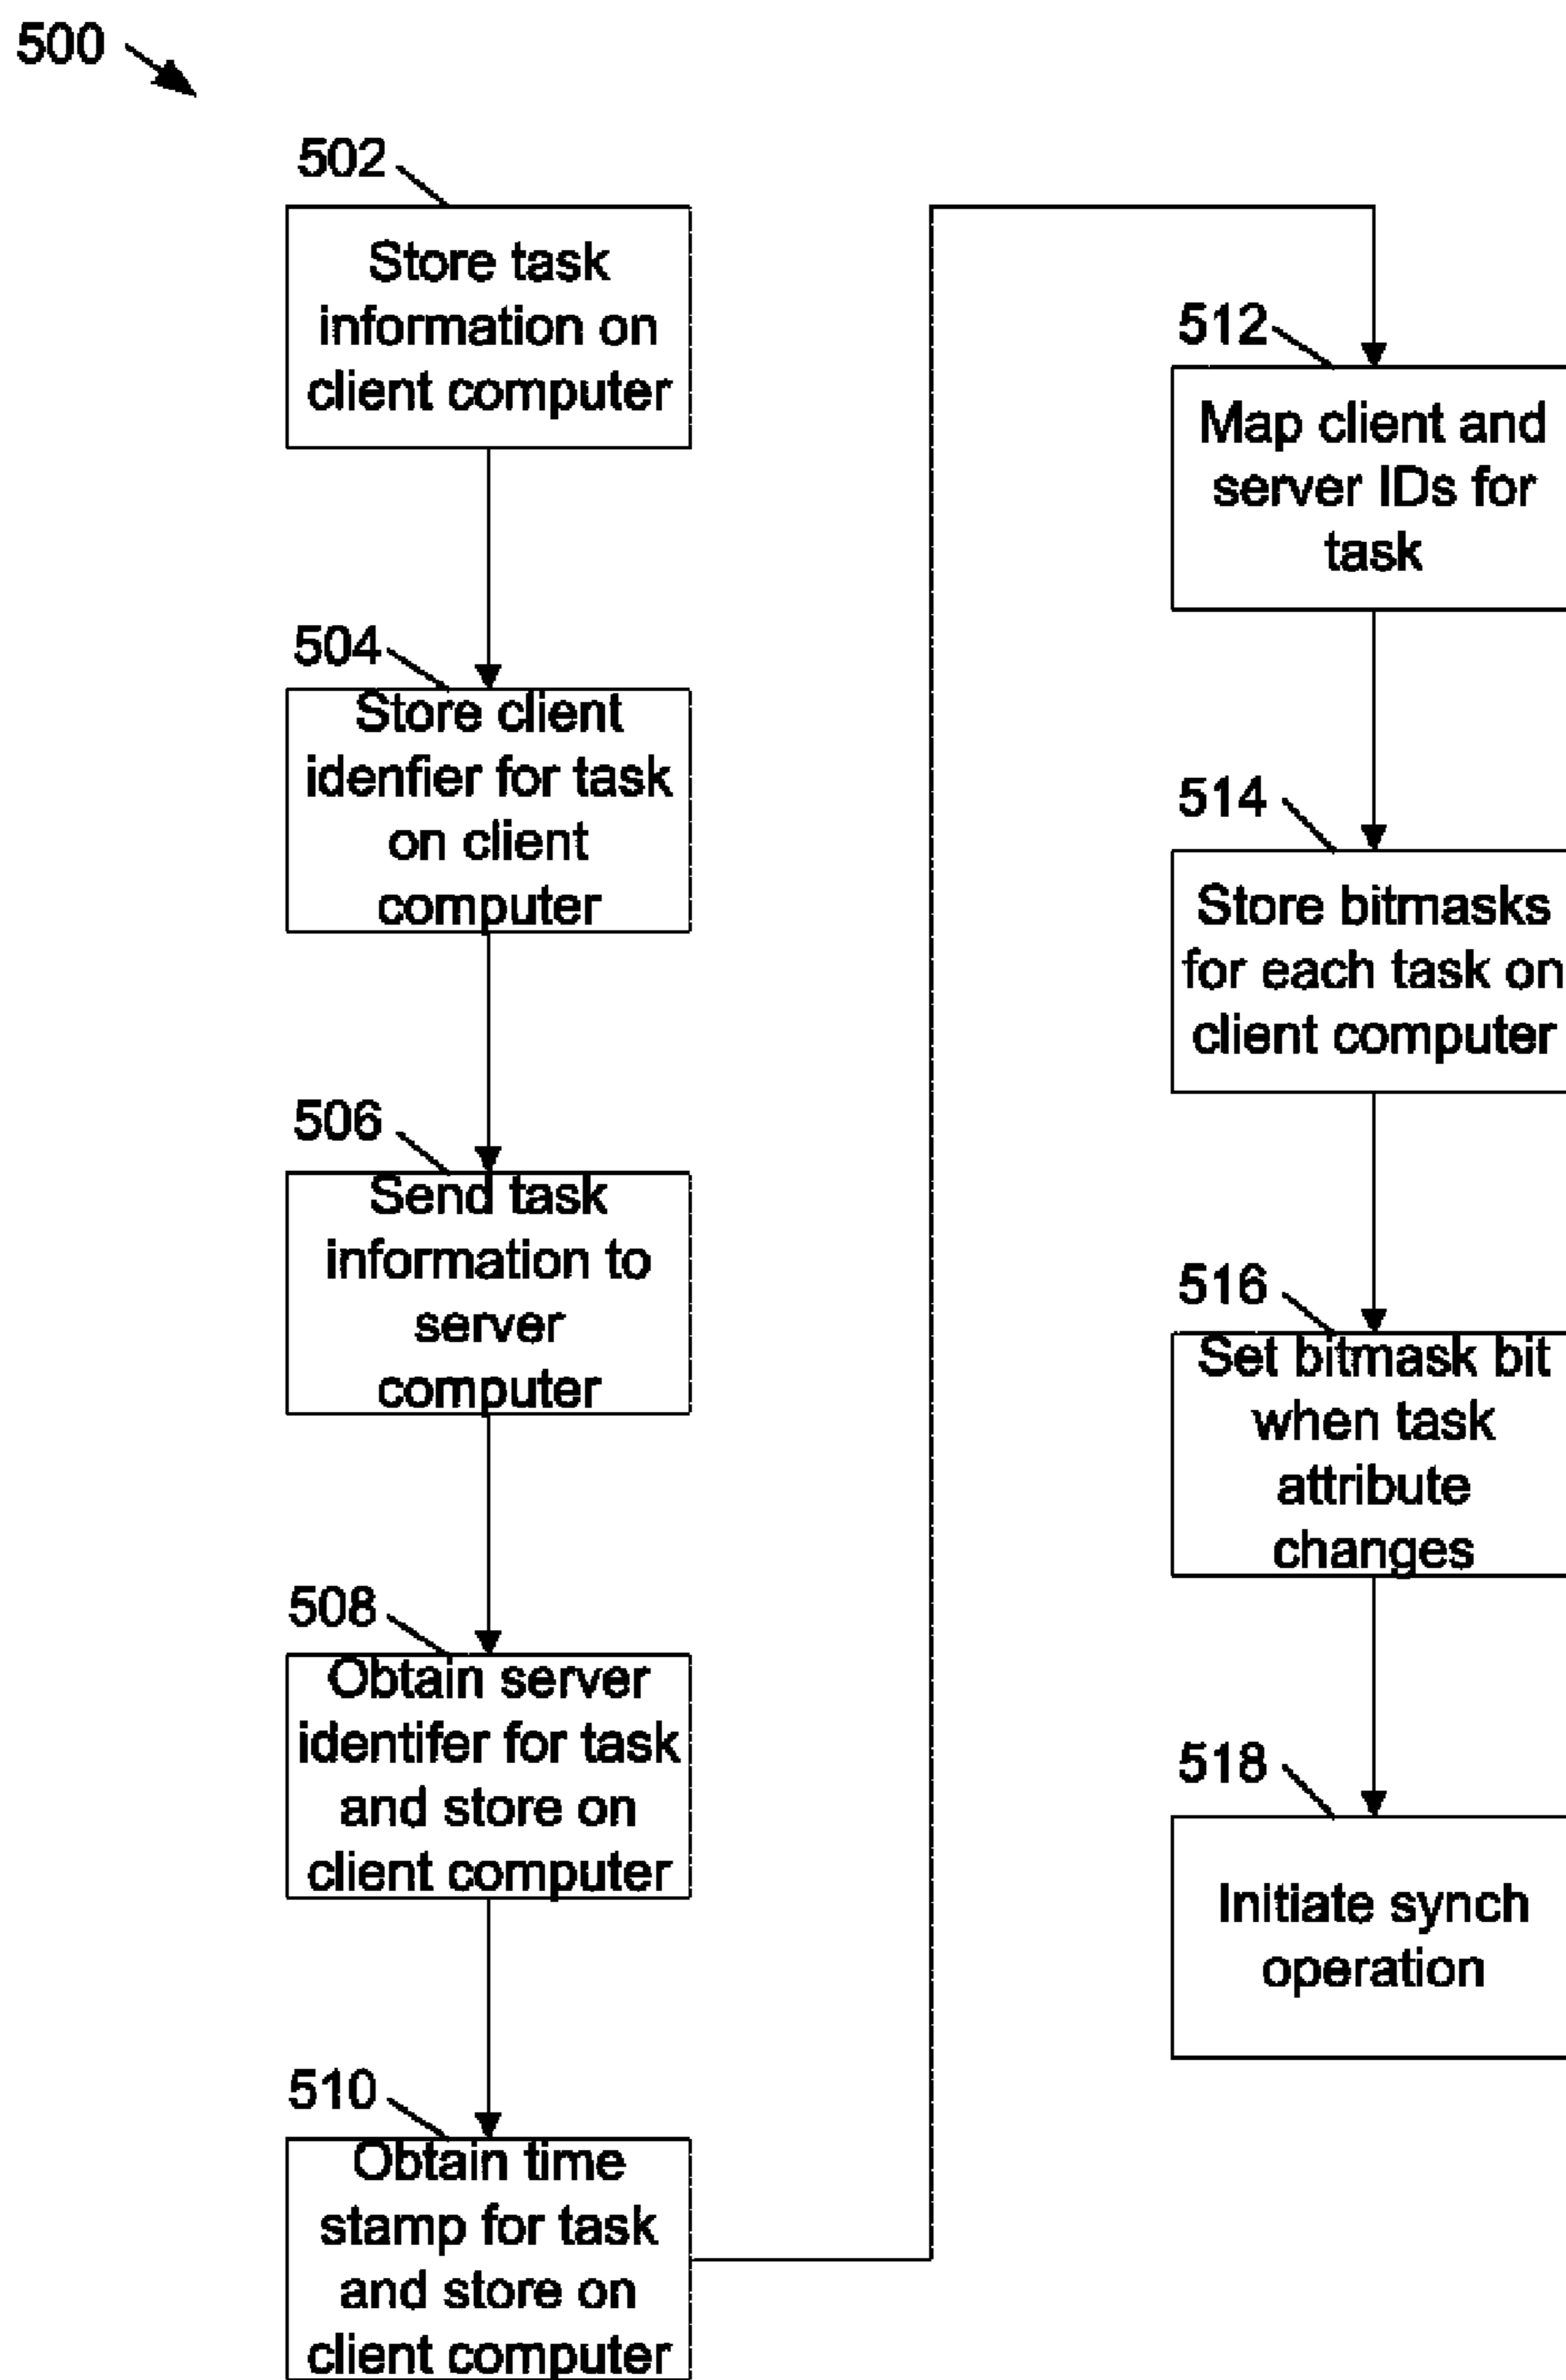 500
502
Store task
information on
client computer
504
Store client
idenfier for task
on client
computer
506
Send task
information to
server
computer
508
Obtain server
identifer for task
and store on
client computer
510
Obtain time
stamp for task
and store on
client computer
512
Map client and
server IDs for
task
514
Store bitmasks
for each task on
client computer
516
Set bitmask bit
when task
attribute
changes
518
Initiate synch
operation